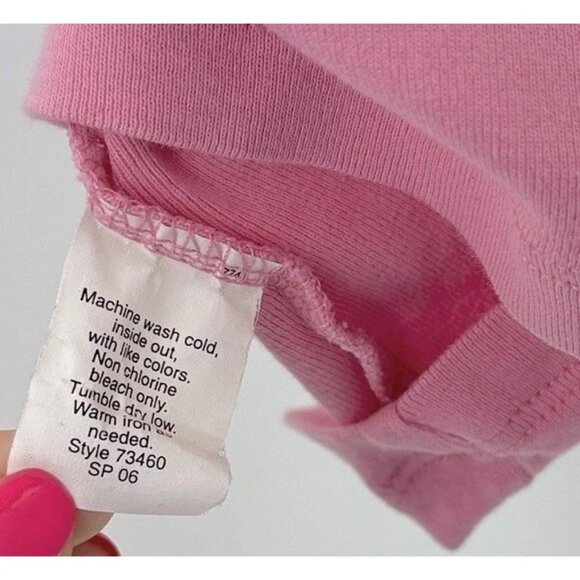 Machine wash cold,
inside out,
with like colors.
Non chlorine
bleach only.
Tumble dry low.
Warm iron as
needed.
Style 73460
SP 06